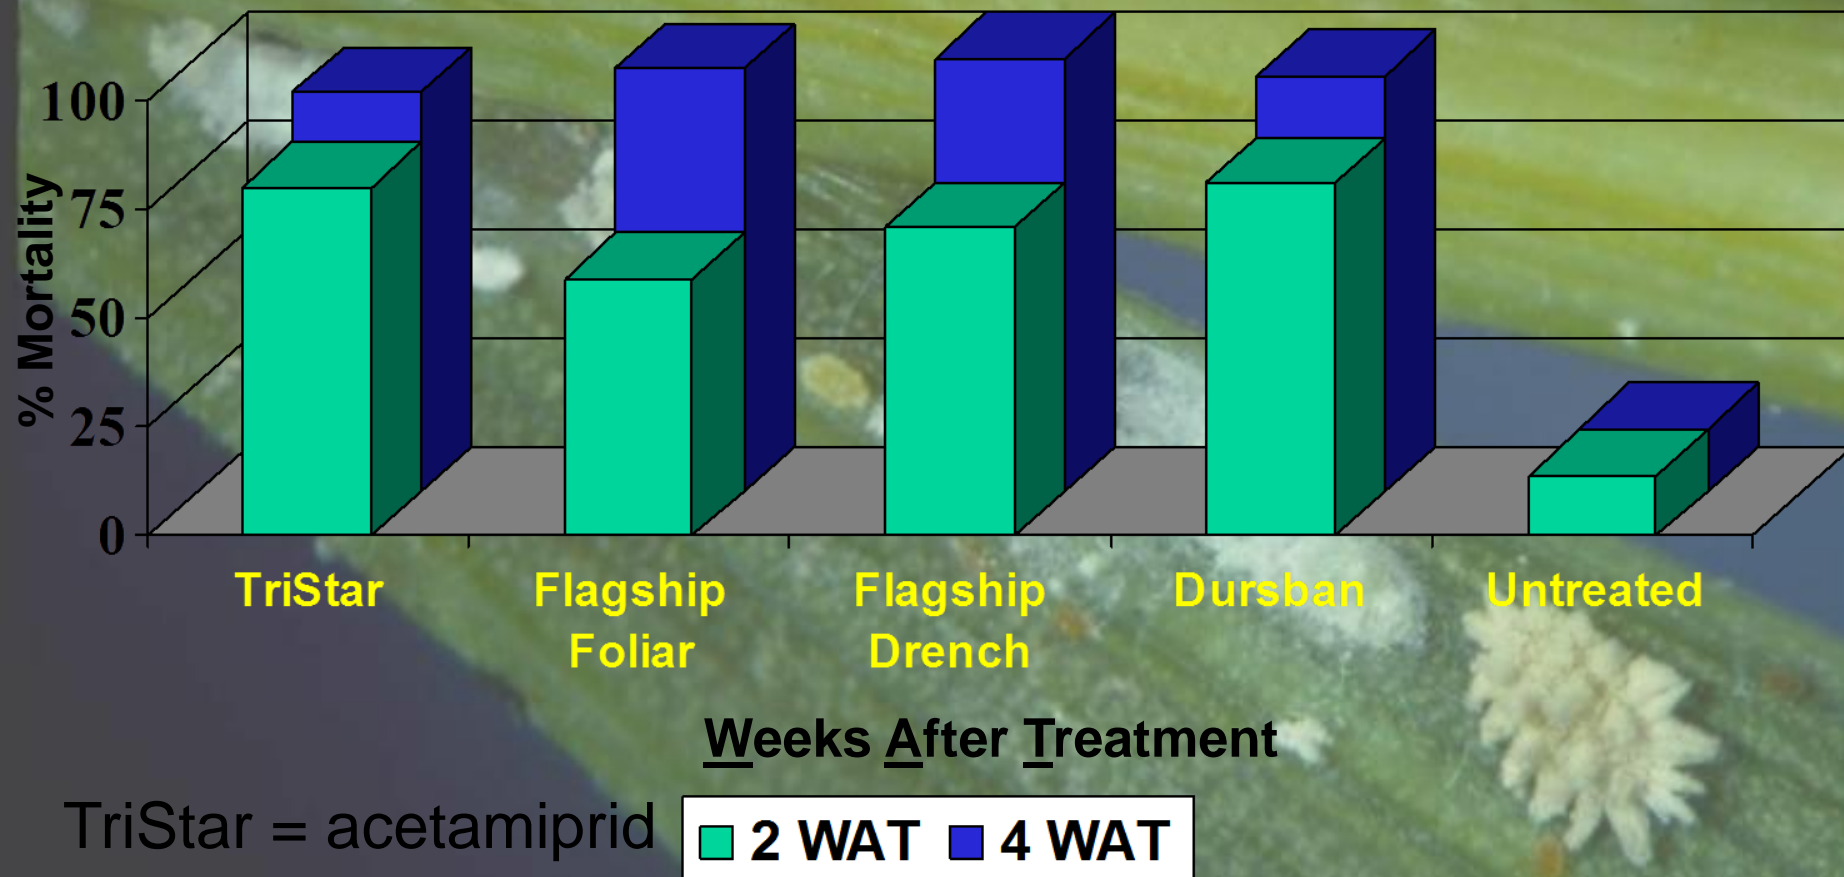 100
75
50
25
0
% Mortality
TriStar
Flagship
Foliar
Flagship
Drench
Dursban
Untreated
Weeks After Treatment
TriStar = acetamiprid
2 WAT 4 WAT